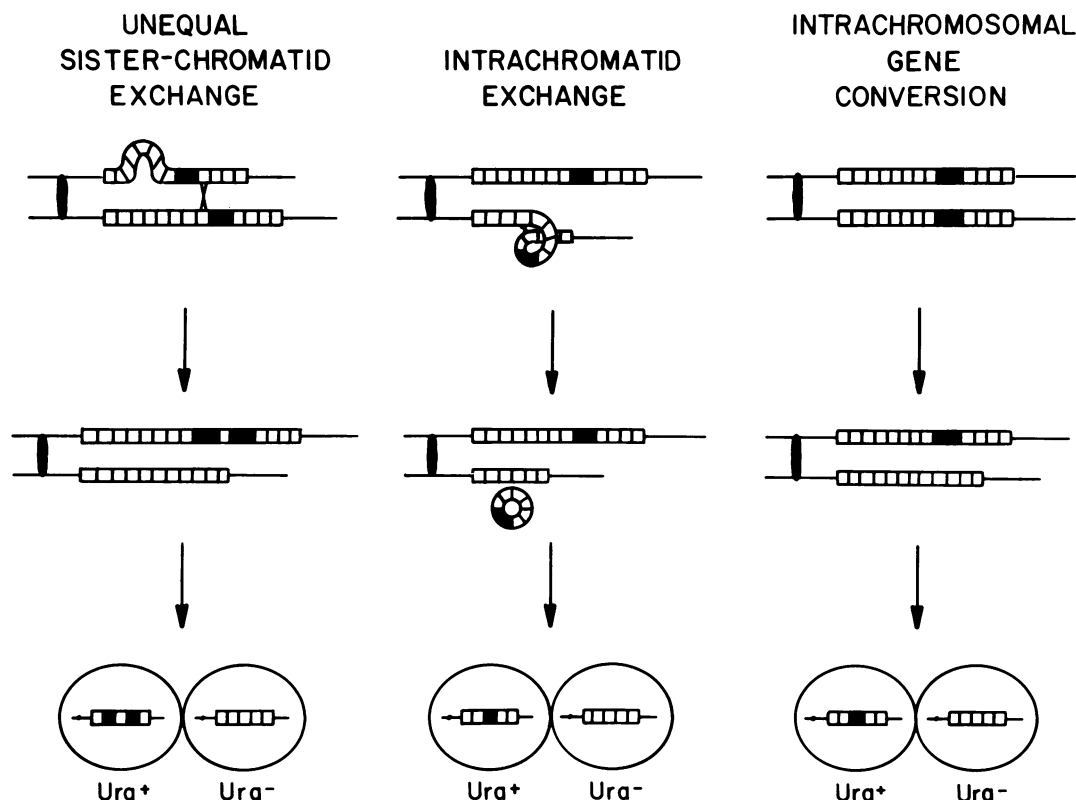 UNEQUAL
SISTER-CHROMATID
EXCHANGE
INTRACHROMATID
EXCHANGE
INTRACHROMOSOMAL
GENE
CONVERSION
Ura+ Ura-
Ura+ Ura-
Ura+ Ura-